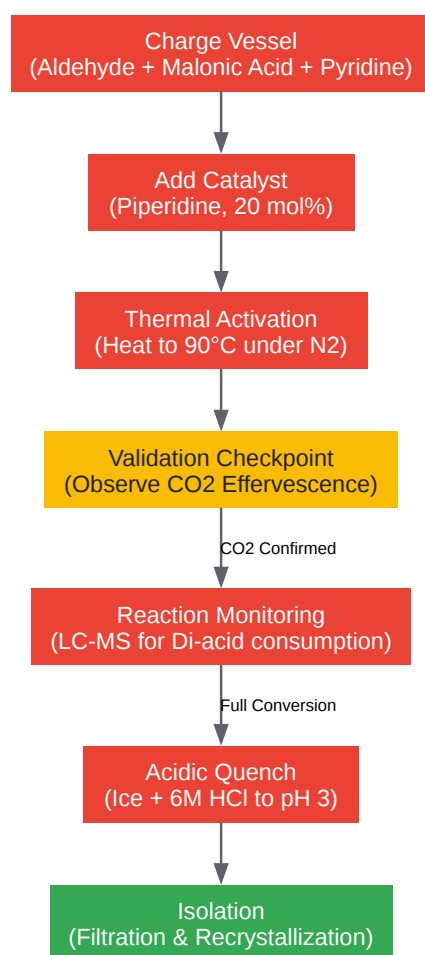 Charge Vessel
(Aldehyde + Malonic Acid + Pyridine)
Add Catalyst
(Piperidine, 20 mol%)
Thermal Activation
(Heat to 90°C under N2)
Validation Checkpoint
(Observe CO2 Effervescence)
CO2 Confirmed
Reaction Monitoring
(LC-MS for Di-acid consumption)
Full Conversion
Acidic Quench
(Ice + 6M HCl to pH 3)
Isolation
(Filtration & Recrystallization)